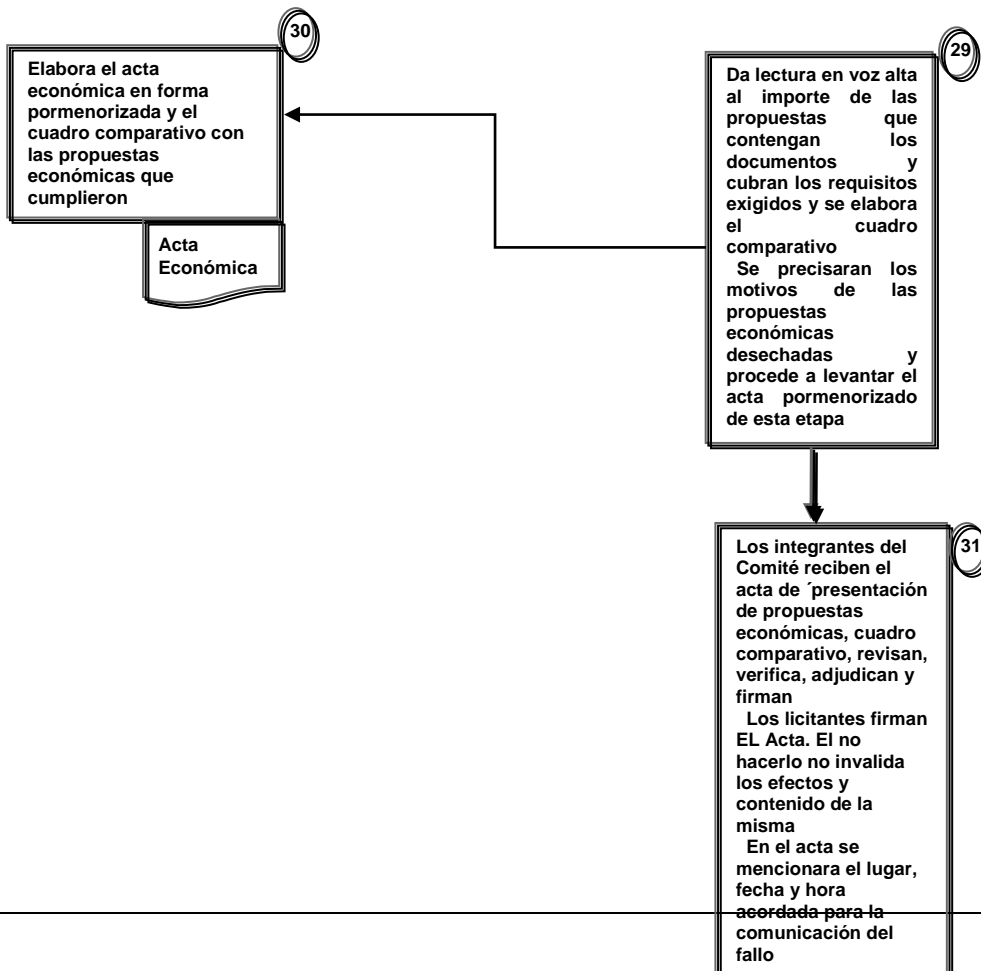 30
Elabora el acta
económica en forma
pormenorizada y el
cuadro comparativo con
las propuestas
económicas que
cumplieron
Acta
Económica
29
Da lectura en voz alta
al importe de las
propuestas que
contengan los
documentos y
cubran los requisitos
exigidos y se elabora
el cuadro
comparativo
Se precisaran los
motivos de las
propuestas
económicas
desechadas y
procede a levantar el
acta pormenorizado
de esta etapa
31
Los integrantes del
Comité reciben el
acta de ´presentación
de propuestas
económicas, cuadro
comparativo, revisan,
verifica, adjudican y
firman
Los licitantes firman
EL Acta. El no
hacerlo no invalida
los efectos y
contenido de la
misma
En el acta se
mencionara el lugar,
fecha y hora
acordada para la
comunicación del
fallo